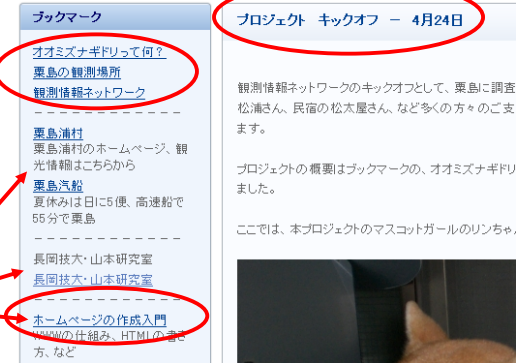 ブックマーク
オオミズナギドリって何？
粟島の観測場所
観測情報ネットワーク
粟島浦村
粟島浦村のホームページ、観
光情報はこちらから
粟島汽船
夏休みは日に5便、高速船で
55分で粟島
長岡技大・山本研究室
長岡技大・山本研究室
ホームページの作成入門
WWWの仕組み、HTMLの書き
方、など
プロジェクト キックオフ － 4月24日
観測情報ネットワークのキックオフとして、粟島に調査
松浦さん、民宿の松太屋さん、など多くの方々のご支
ます。
プロジェクトの概要はブックマークの、オオミズナギドリ
ました。
ここでは、本プロジェクトのマスコットガールのリンちゃん